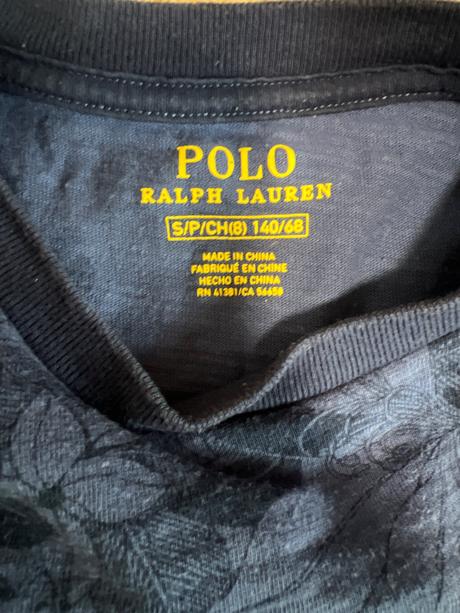 POLO
RALPH LAUREN
S/P/CH(8) 140/68
MADE IN CHINA
FABRIQUÉ EN CHINE
HECHO EN CHINA
RN 41381/CA 56658